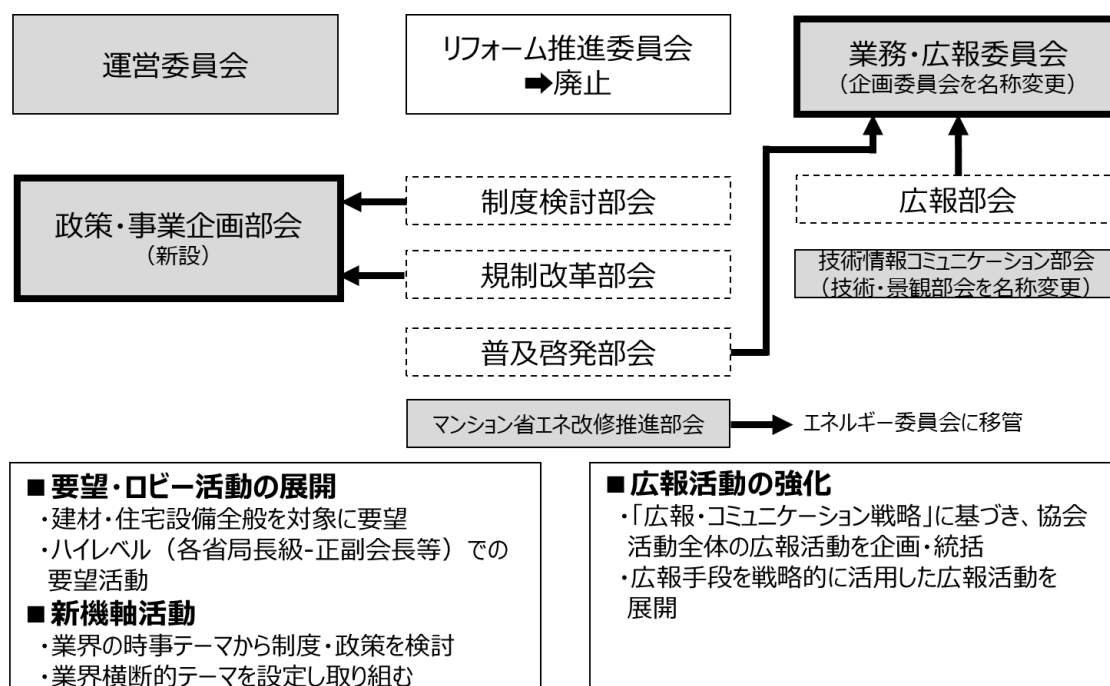 運営委員会
リフォーム推進委員会
➡廃止
業務・広報委員会
（企画委員会を名称変更）
政策・事業企画部会
（新設）
制度検討部会
規制改革部会
普及啓発部会
広報部会
技術情報コミュニケーション部会
（技術・景観部会を名称変更）
マンション省エネ改修推進部会
エネルギー委員会に移管
■要望・ロビー活動の展開
・建材・住宅設備全般を対象に要望
・ハイレベル（各省局長級-正副会長等）での
要望活動
■新機軸活動
・業界の時事テーマから制度・政策を検討
・業界横断的テーマを設定し取り組む
■広報活動の強化
・「広報・コミュニケーション戦略」に基づき、協会
活動全体の広報活動を企画・統括
・広報手段を戦略的に活用した広報活動を
展開